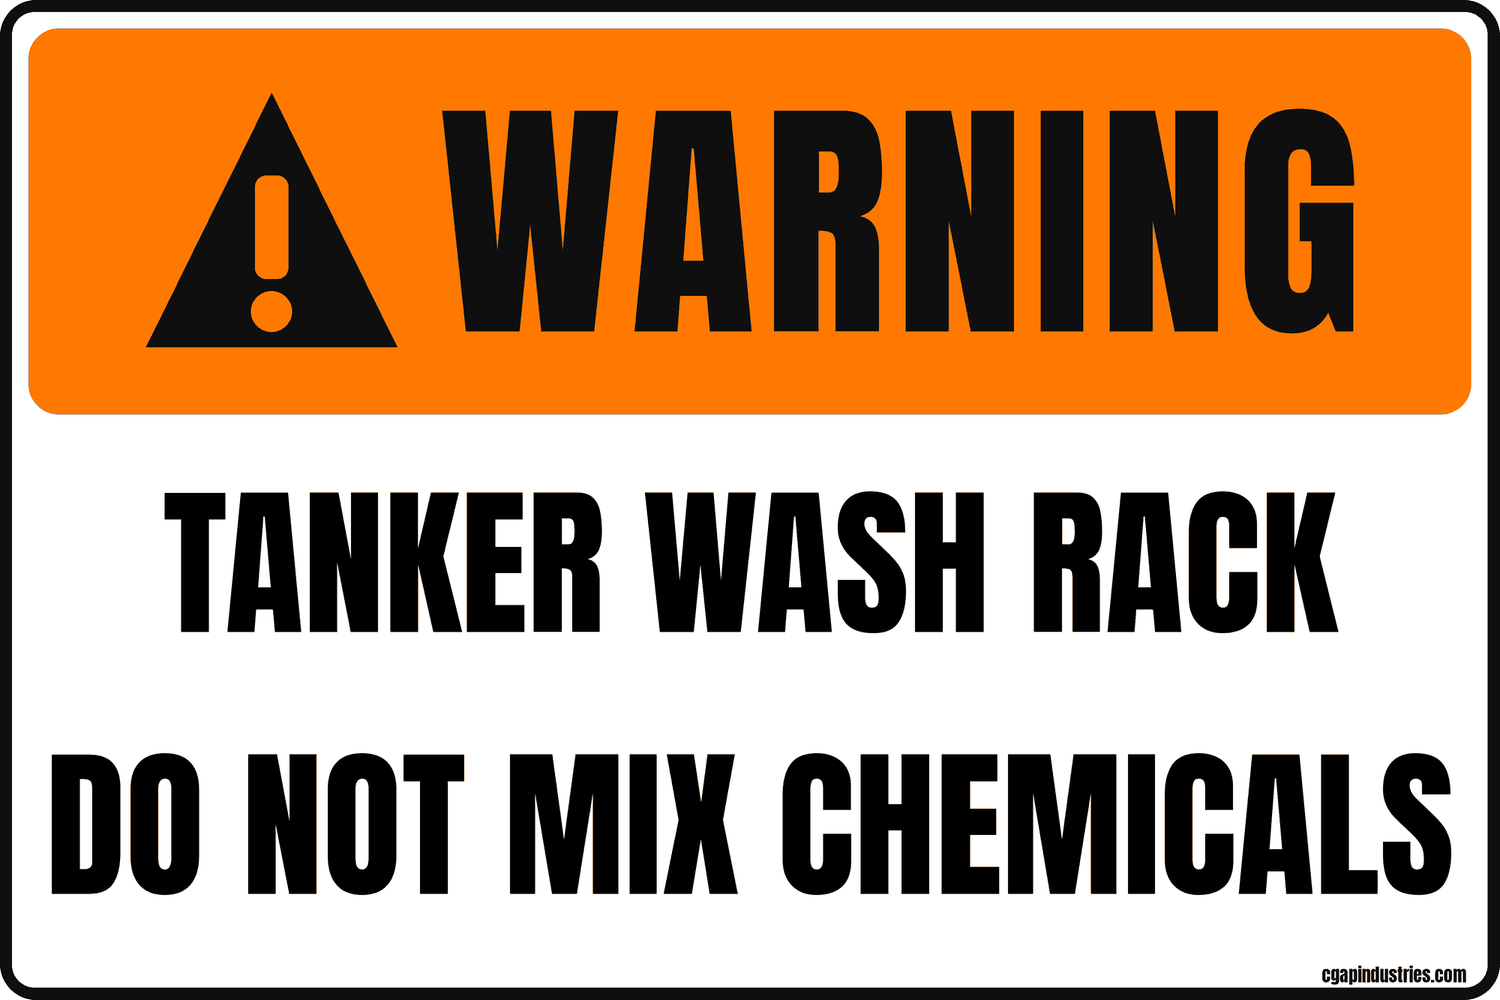 WARNING
TANKER WASH RACK
DO NOT MIX CHEMICALS
cgapindustries.com